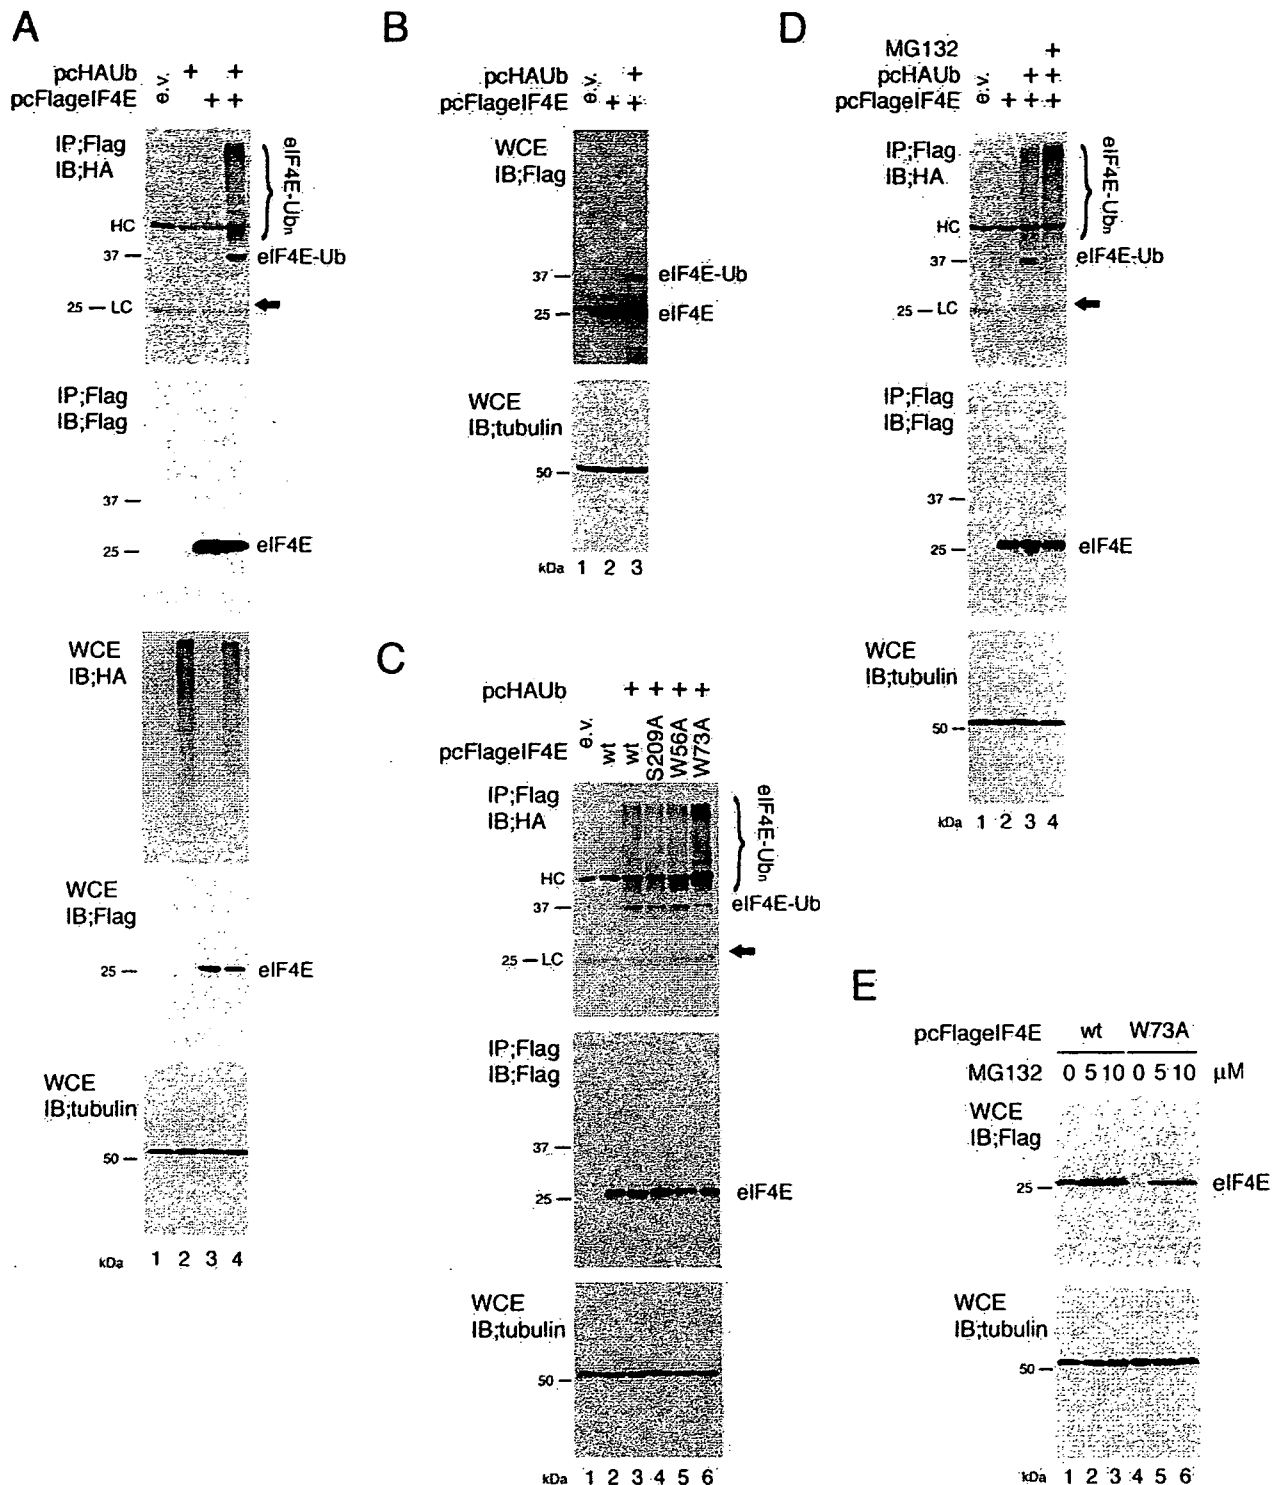 A
pcHAUb + +
pcFlageIF4E e.v. + +
IP;Flag
IB;HA
HC
37
25 LC
eIF4E-Ubn
eIF4E-Ub
IP;Flag
IB;Flag
37
25
eIF4E
WCE
IB;HA
WCE
IB;Flag
25
eIF4E
WCE
IB;tubulin
50
kDa 1 2 3 4
B
pcHAUb +
pcFlageIF4E e.v. + +
WCE
IB;Flag
37
25
eIF4E-Ub
eIF4E
WCE
IB;tubulin
50
kDa 1 2 3
C
pcHAUb + + + +
pcFlageIF4E e.v. wt wt S209A W56A W73A
IP;Flag
IB;HA
HC
37
25 LC
eIF4E-Ubn
eIF4E-Ub
IP;Flag
IB;Flag
37
25
eIF4E
WCE
IB;tubulin
50
kDa 1 2 3 4 5 6
D
MG132 +
pcHAUb + +
pcFlageIF4E e.v. + + +
IP;Flag
IB;HA
HC
37
25 LC
eIF4E-Ubn
eIF4E-Ub
IP;Flag
IB;Flag
37
25
eIF4E
WCE
IB;tubulin
50
kDa 1 2 3 4
E
pcFlageIF4E wt W73A
MG132 0 5 10 0 5 10 µM
WCE
IB;Flag
25
eIF4E
WCE
IB;tubulin
50
kDa 1 2 3 4 5 6